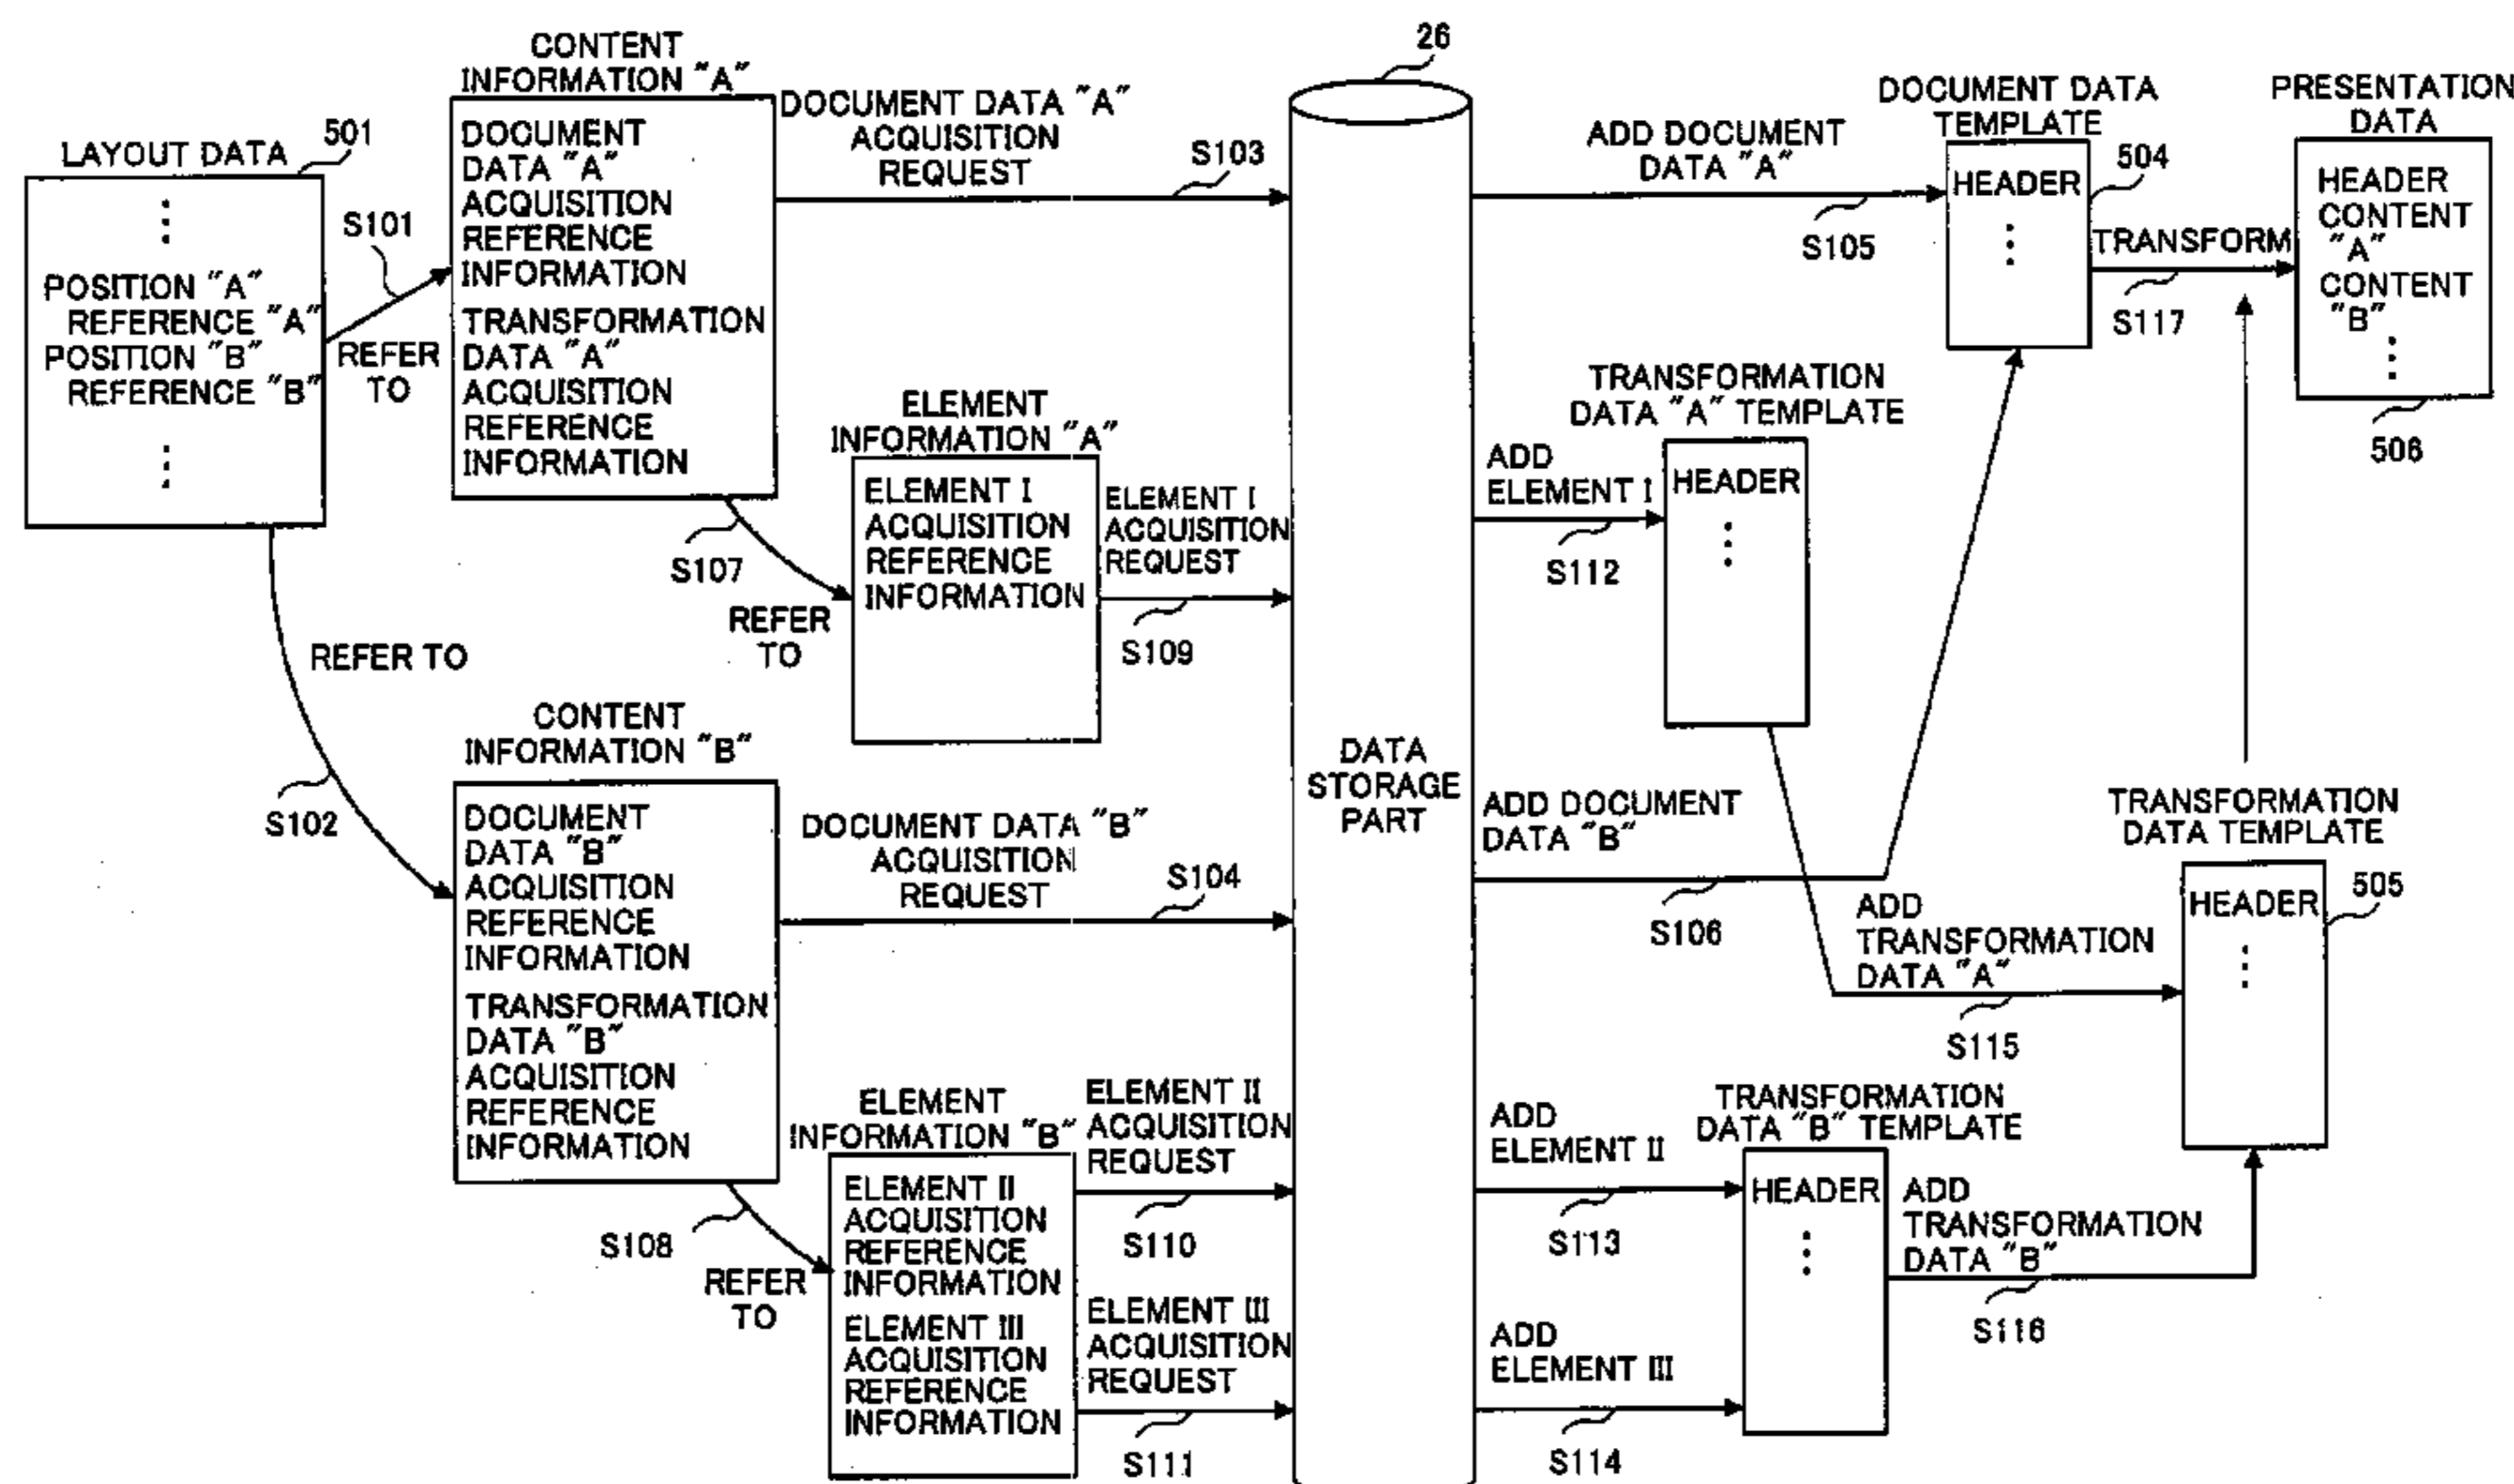 LAYOUT DATA
501
POSITION "A"
REFERENCE "A"
POSITION "B"
REFERENCE "B"
S101
REFER
TO
REFER TO
S102
CONTENT
INFORMATION "A"
DOCUMENT
DATA "A"
ACQUISITION
REFERENCE
INFORMATION
TRANSFORMATION
DATA "A"
ACQUISITION
REFERENCE
INFORMATION
DOCUMENT DATA "A"
ACQUISITION
REQUEST
S103
S107
REFER
TO
ELEMENT
INFORMATION "A"
ELEMENT I
ACQUISITION
REFERENCE
INFORMATION
ELEMENT I
ACQUISITION
REQUEST
S109
CONTENT
INFORMATION "B"
DOCUMENT
DATA "B"
ACQUISITION
REFERENCE
INFORMATION
TRANSFORMATION
DATA "B"
ACQUISITION
REFERENCE
INFORMATION
DOCUMENT DATA "B"
ACQUISITION
REQUEST
S104
S108
REFER
TO
ELEMENT
INFORMATION "B"
ELEMENT II
ACQUISITION
REFERENCE
INFORMATION
ELEMENT III
ACQUISITION
REFERENCE
INFORMATION
ELEMENT II
ACQUISITION
REQUEST
S110
ELEMENT III
ACQUISITION
REQUEST
S111
26
DATA
STORAGE
PART
ADD DOCUMENT
DATA "A"
S105
DOCUMENT DATA
TEMPLATE
504
HEADER
TRANSFORM
S117
PRESENTATION
DATA
HEADER
CONTENT
"A"
CONTENT
"B"
506
TRANSFORMATION
DATA "A" TEMPLATE
ADD
ELEMENT I
S112
HEADER
ADD DOCUMENT
DATA "B"
S106
ADD
TRANSFORMATION
DATA "A"
S115
TRANSFORMATION
DATA TEMPLATE
505
HEADER
ADD
ELEMENT II
S113
ADD
ELEMENT III
S114
TRANSFORMATION
DATA "B" TEMPLATE
HEADER
ADD
TRANSFORMATION
DATA "B"
S116